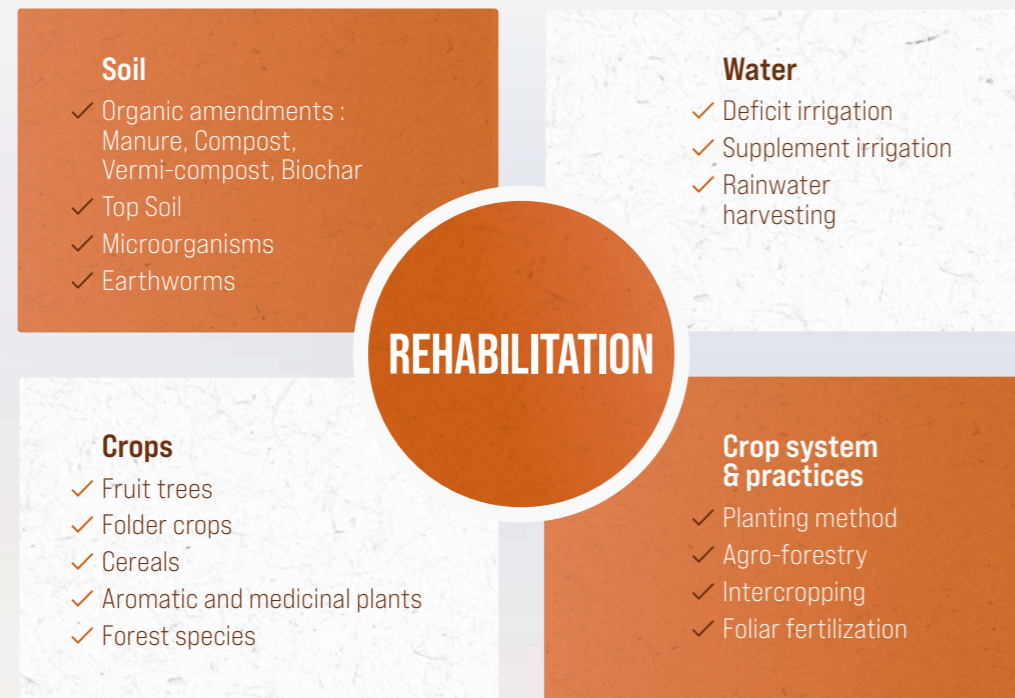 Soil
Organic amendments :
Manure, Compost,
Vermi-compost, Biochar
Top Soil
Microorganisms
Earthworms
Water
Deficit irrigation
Supplement irrigation
Rainwater
harvesting
REHABILITATION
Crops
Fruit trees
Folder crops
Cereals
Aromatic and medicinal plants
Forest species
Crop system
& practices
Planting method
Agro-forestry
Intercropping
Foliar fertilization